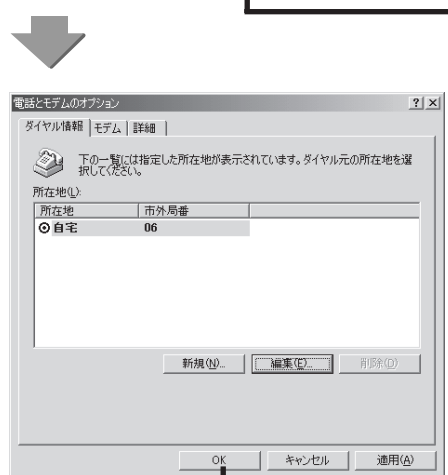 電話とモデムのオプション
ダイヤル情報 モデム 詳細
下の一覧には指定した所在地が表示されています。ダイヤル元の所在地を選
択してください。
所在地(L):
所在地 市外局番
自宅 06
新規(N)... 編集(E)... 削除(D)
OK キャンセル 適用(A)